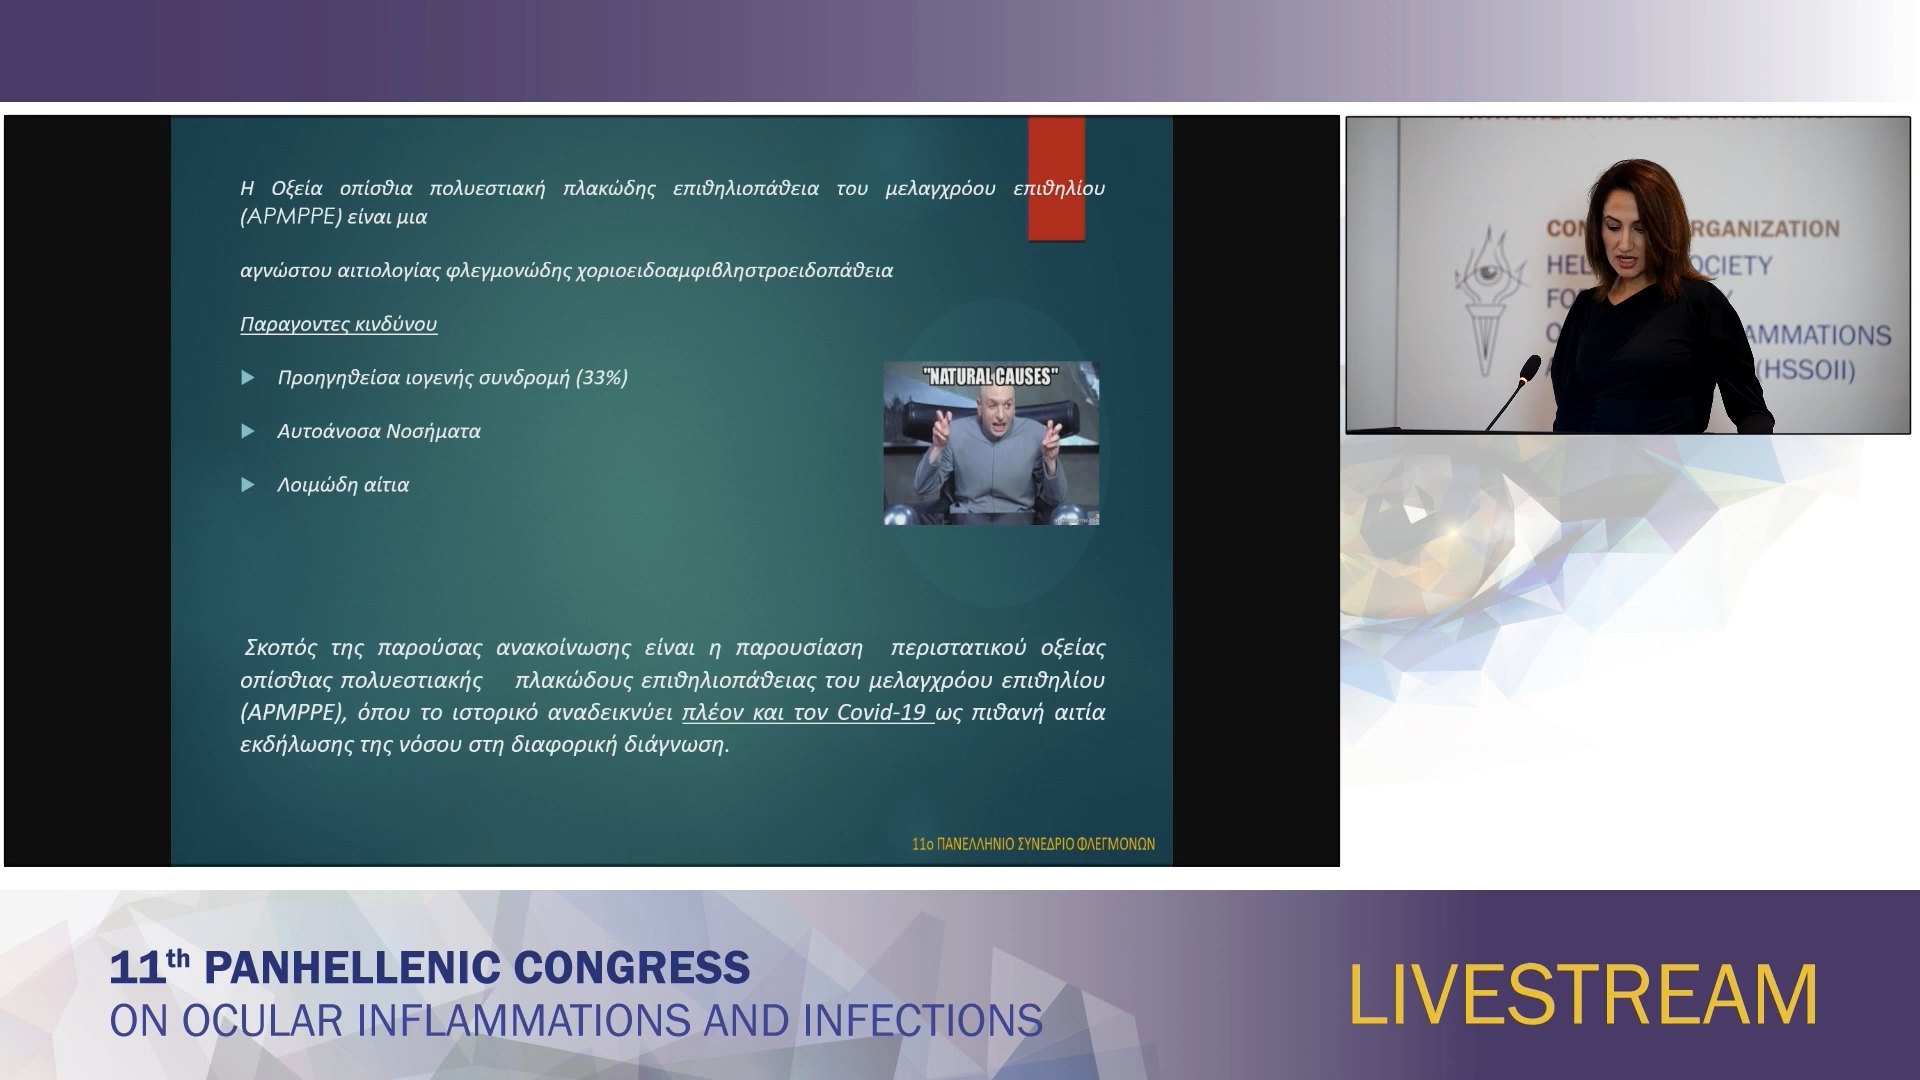 Η Οξεία οπίσθια πολυεστιακή πλακώδης επιθηλιοπάθεια του μελαγχρόου επιθηλίου
(APMPPE) είναι μια
αγνώστου αιτιολογίας φλεγμονώδης χοριοειδοαμφιβληστροειδοπάθεια
Παραγοντες κινδύνου
Προηγηθείσα ιογενής συνδρομή (33%)
Αυτοάνοσα Νοσήματα
Λοιμώδη αίτια
"NATURAL CAUSES"
Σκοπός της παρούσας ανακοίνωσης είναι η παρουσίαση περιστατικού οξείας
οπίσθιας πολυεστιακής πλακώδους επιθηλιοπάθειας του μελαγχρόου επιθηλίου
(APMPPE), όπου το ιστορικό αναδεικνύει πλέον και τον Covid-19 ως πιθανή αιτία
εκδήλωσης της νόσου στη διαφορική διάγνωση.
11ο ΠΑΝΕΛΛΗΝΙΟ ΣΥΝΕΔΡΙΟ ΦΛΕΓΜΟΝΩΝ
(HSSOII)
11th PANHELLENIC CONGRESS
ON OCULAR INFLAMMATIONS AND INFECTIONS
LIVESTREAM